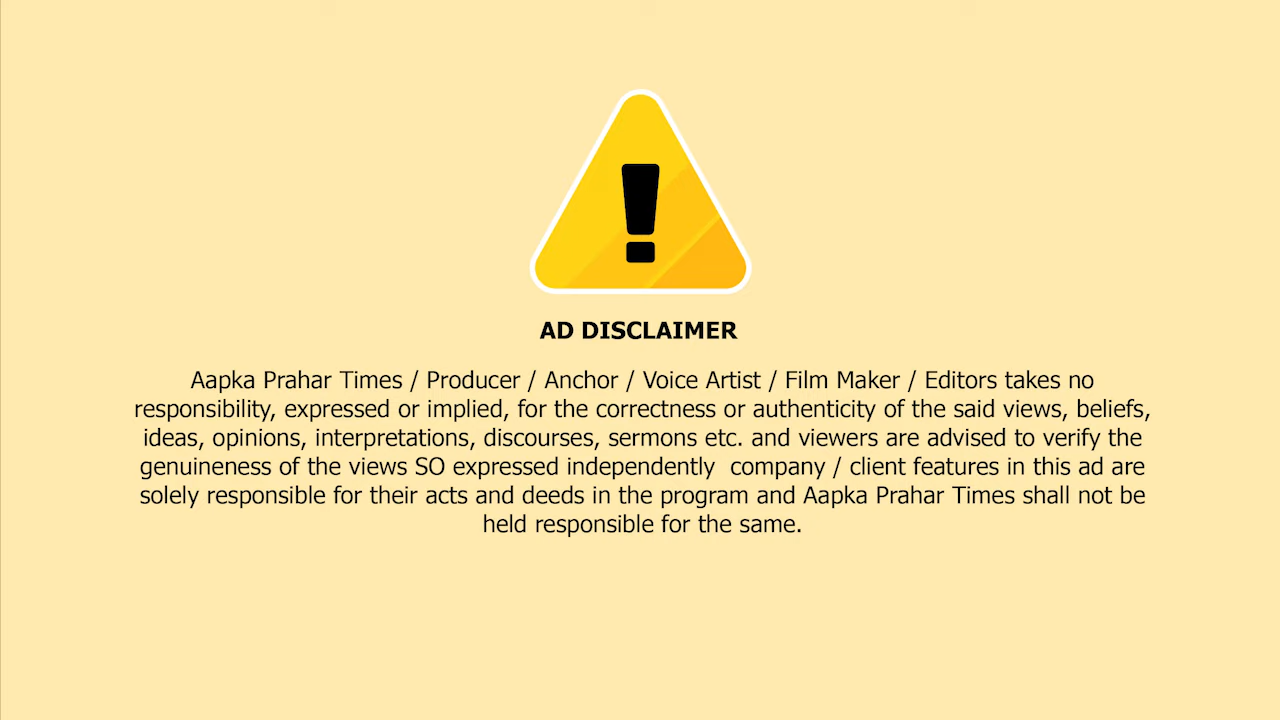 AD DISCLAIMER
Aapka Prahar Times / Producer / Anchor / Voice Artist / Film Maker / Editors takes no
responsibility, expressed or implied, for the correctness or authenticity of the said views, beliefs,
ideas, opinions, interpretations, discourses, sermons etc. and viewers are advised to verify the
genuineness of the views SO expressed independently  company / client features in this ad are
solely responsible for their acts and deeds in the program and Aapka Prahar Times shall not be
held responsible for the same.